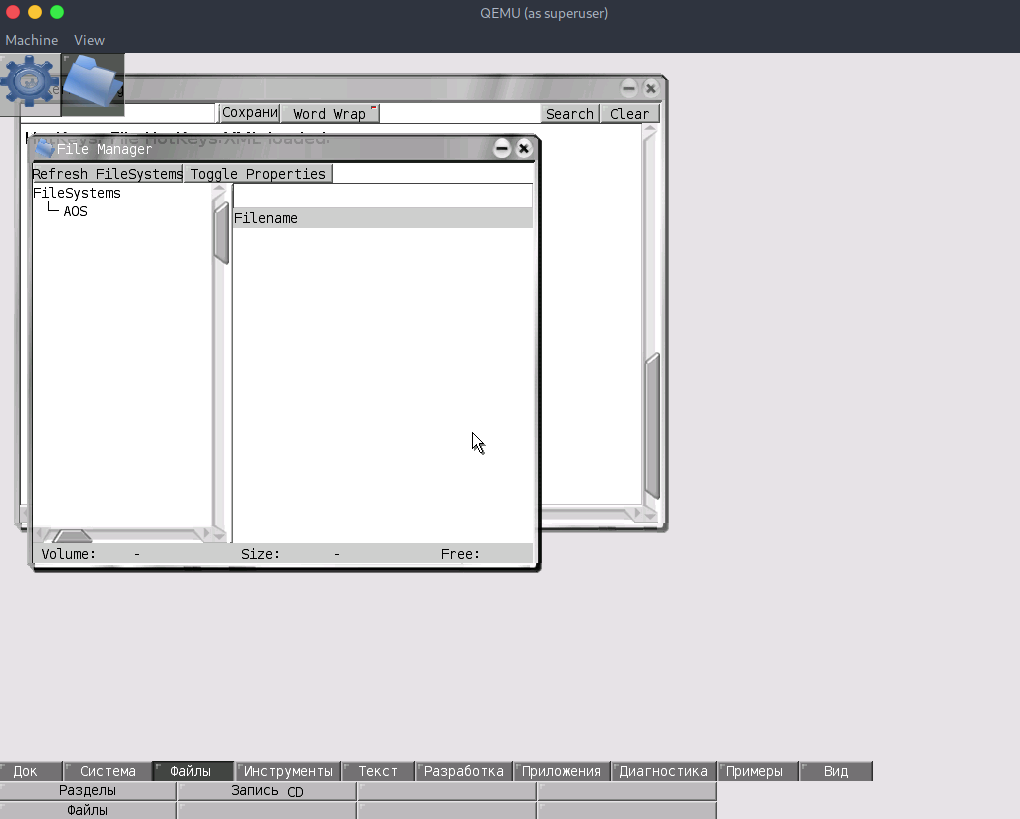 QEMU (as superuser)
Machine View
Сохрани Word Wrap Search Clear
File Manager
Refresh FileSystems Toggle Properties
FileSystems
AOS
Filename
Volume: - Size: - Free:
Док Система Файлы Инструменты Текст Разработка Приложения Диагностика Примеры Вид
Разделы Запись CD
Файлы